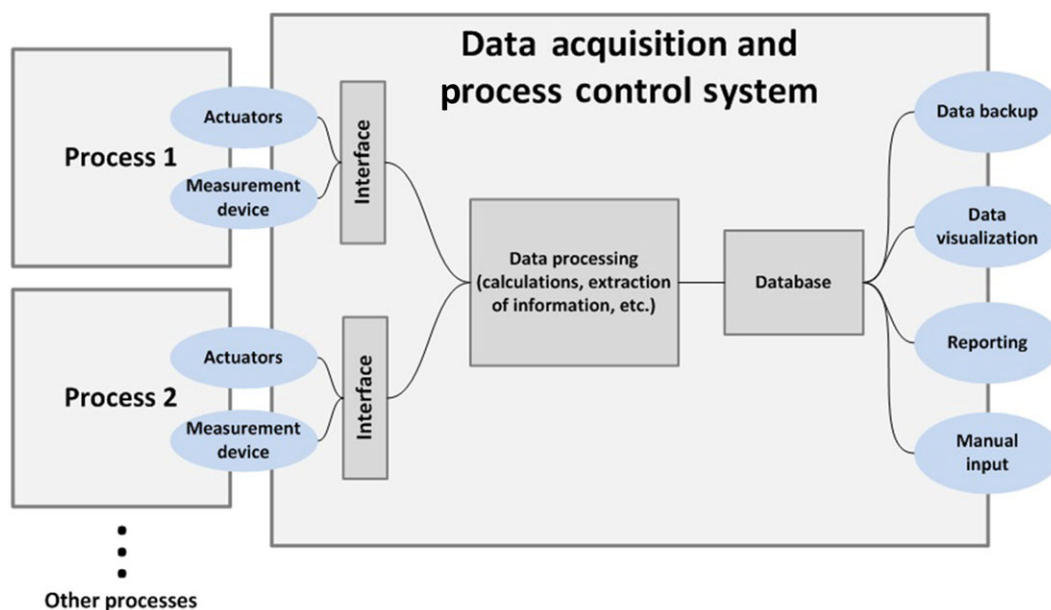 Data acquisition and
process control system
Process 1
Actuators
Measurement
device
Interface
Process 2
Actuators
Measurement
device
Interface
Other processes
Data processing
(calculations, extraction
of information, etc.)
Database
Data backup
Data
visualization
Reporting
Manual
input